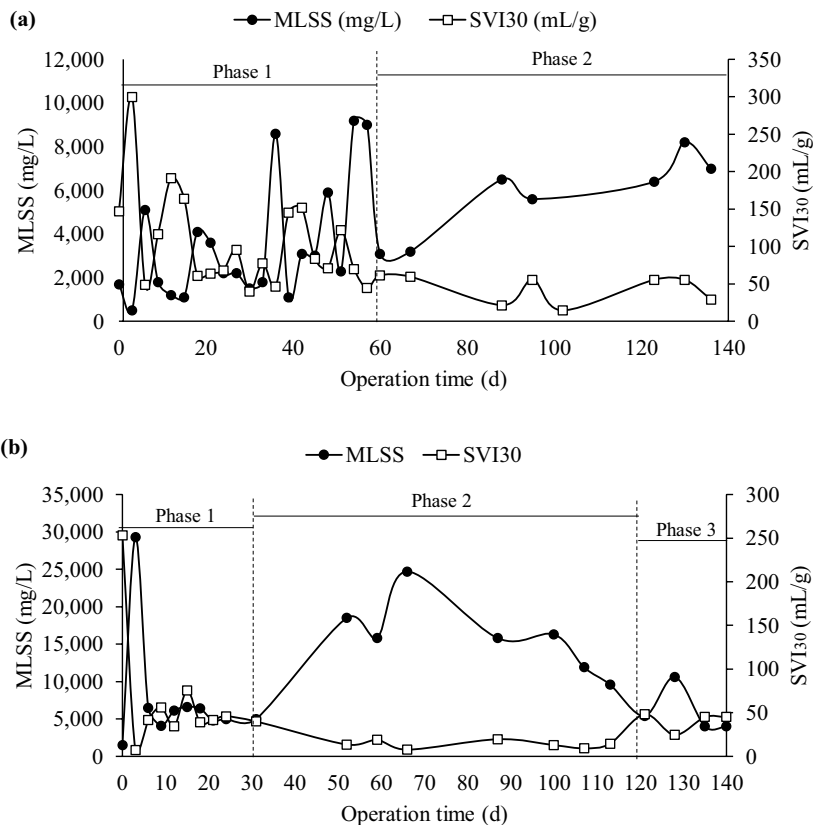 (a)
MLSS (mg/L) SVI30 (mL/g)
Phase 1 Phase 2
12,000
10,000
8,000
6,000
4,000
2,000
0
MLSS (mg/L)
350
300
250
200
150
100
50
0
SVI30 (mL/g)
0 20 40 60 80 100 120 140
Operation time (d)
(b)
MLSS SVI30
Phase 1 Phase 2 Phase 3
35,000
30,000
25,000
20,000
15,000
10,000
5,000
0
MLSS (mg/L)
300
250
200
150
100
50
0
SVI30 (mL/g)
0 10 20 30 40 50 60 70 80 90 100 110 120 130 140
Operation time (d)